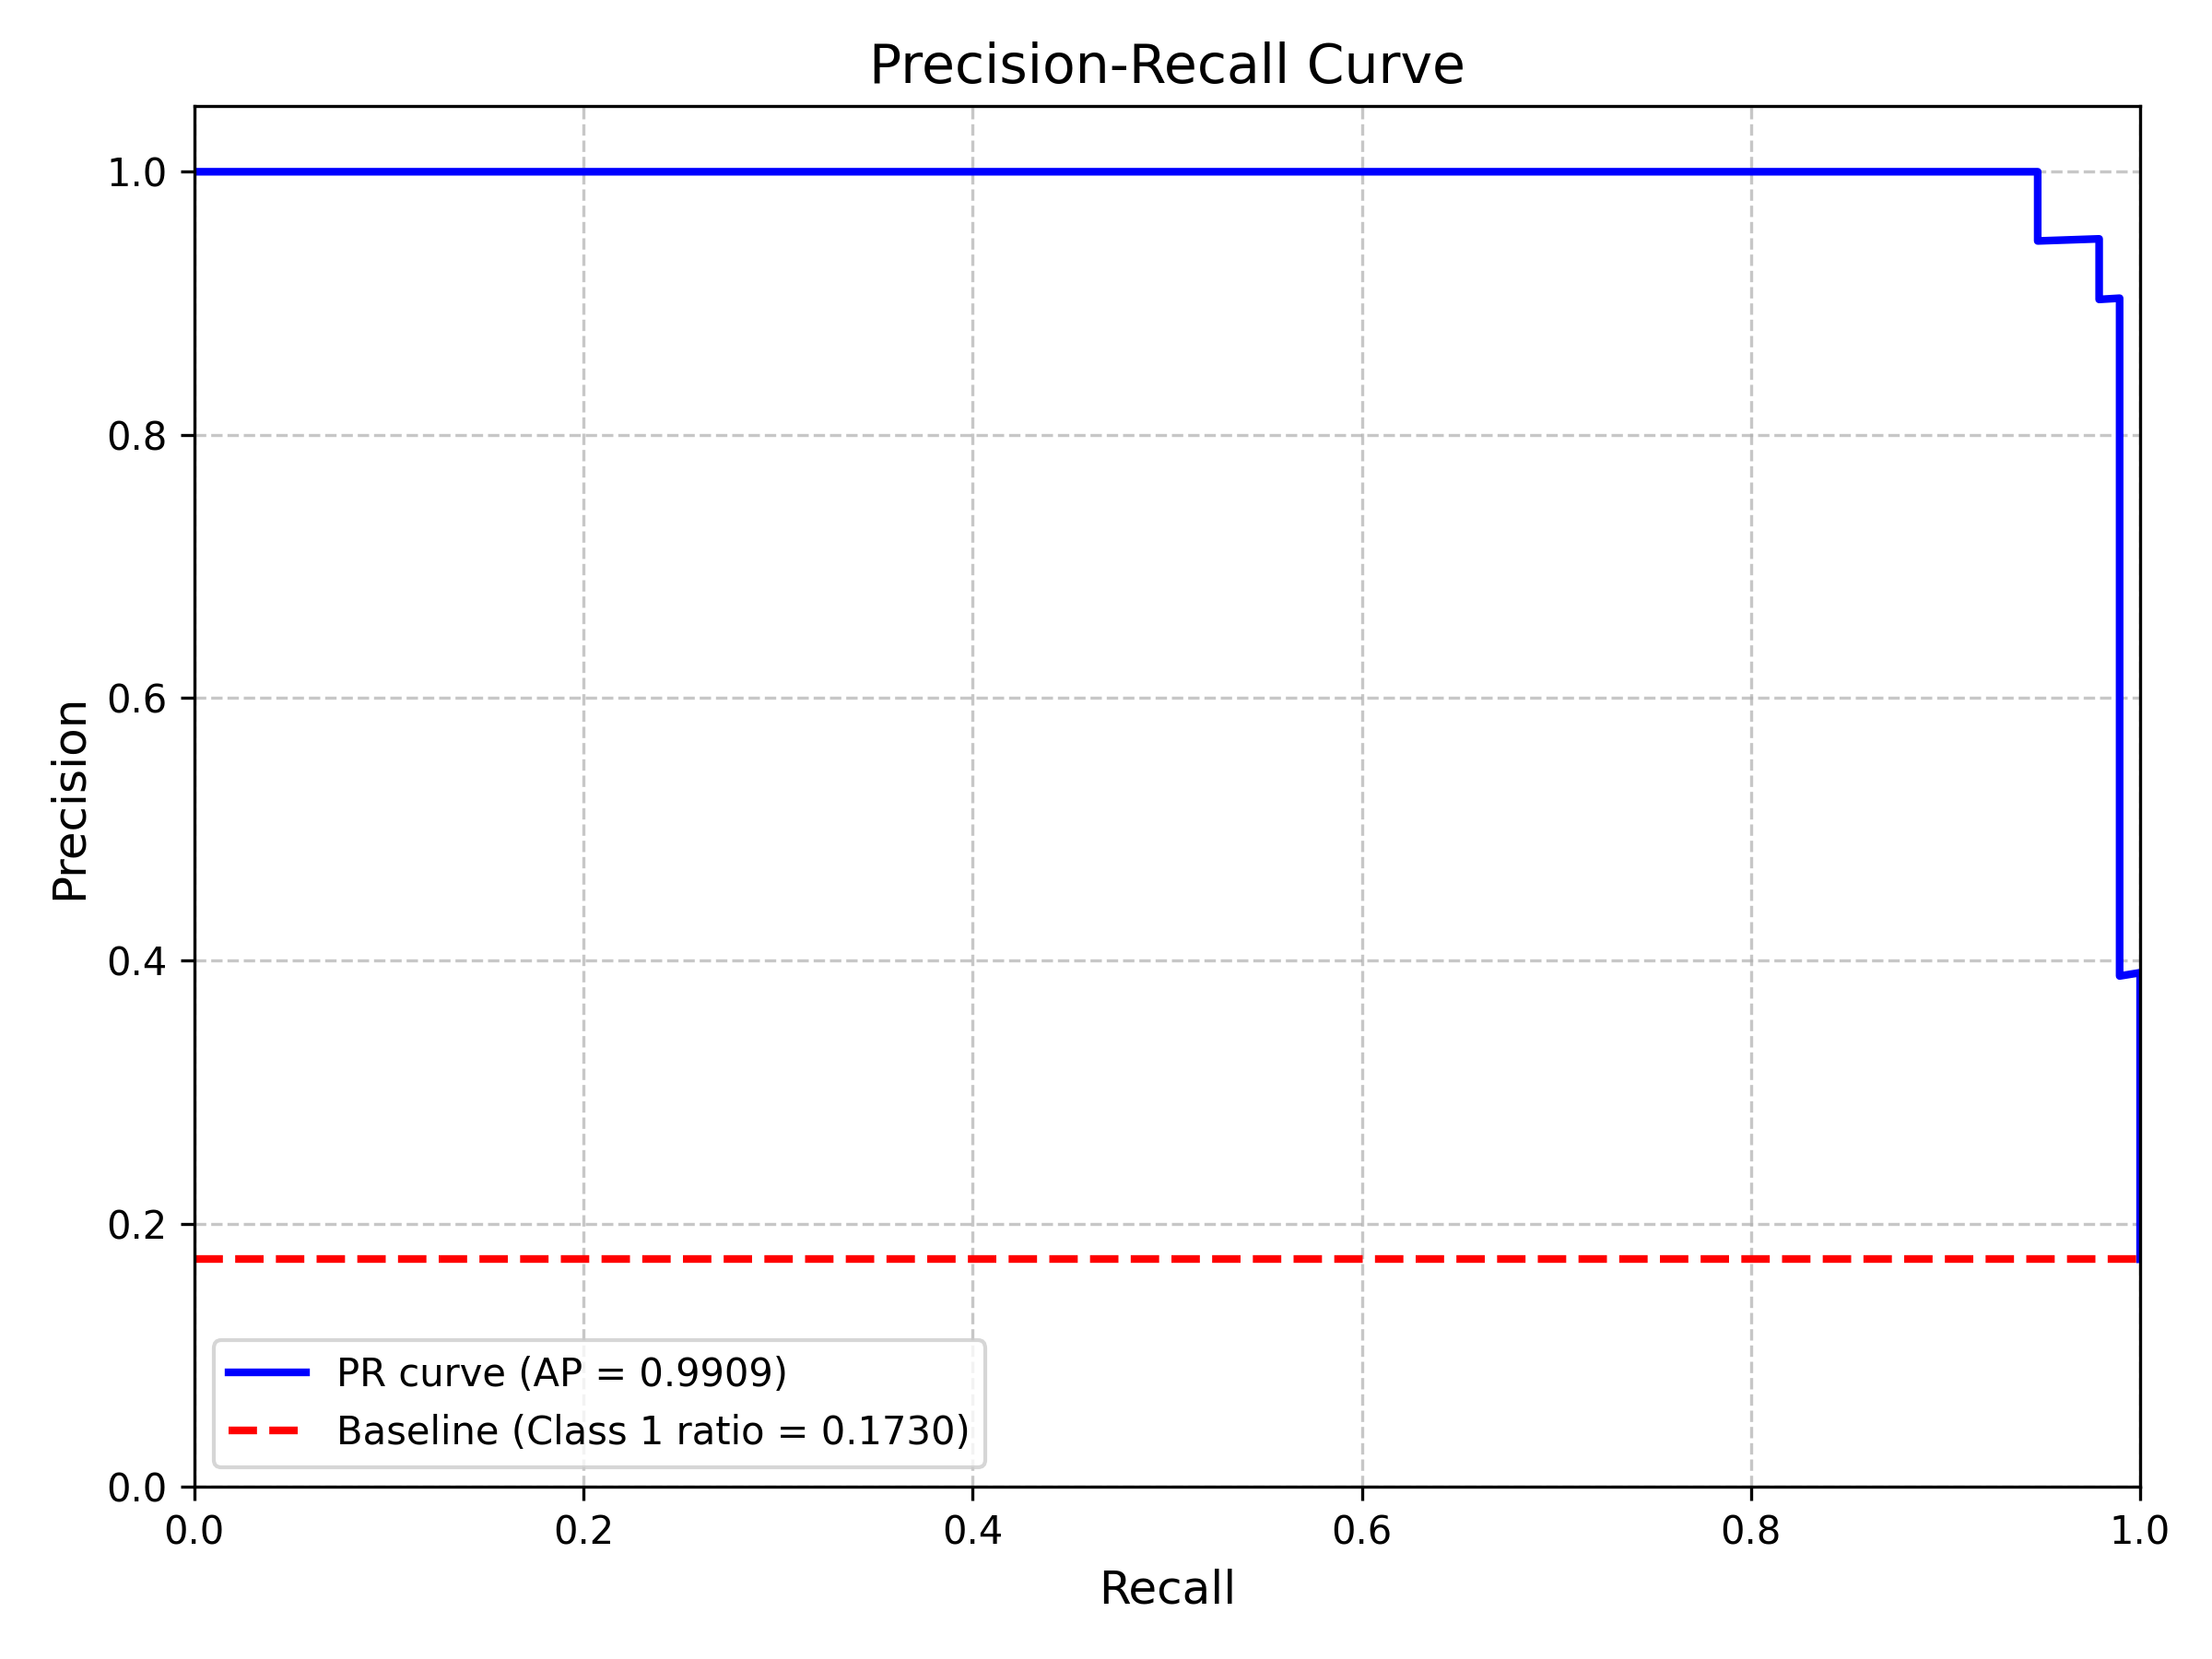 Precision-Recall Curve
1.0
0.8
0.6
0.4
0.2
0.0
Precision
PR curve (AP = 0.9909)
Baseline (Class 1 ratio = 0.1730)
0.0 0.2 0.4 0.6 0.8 1.0
Recall